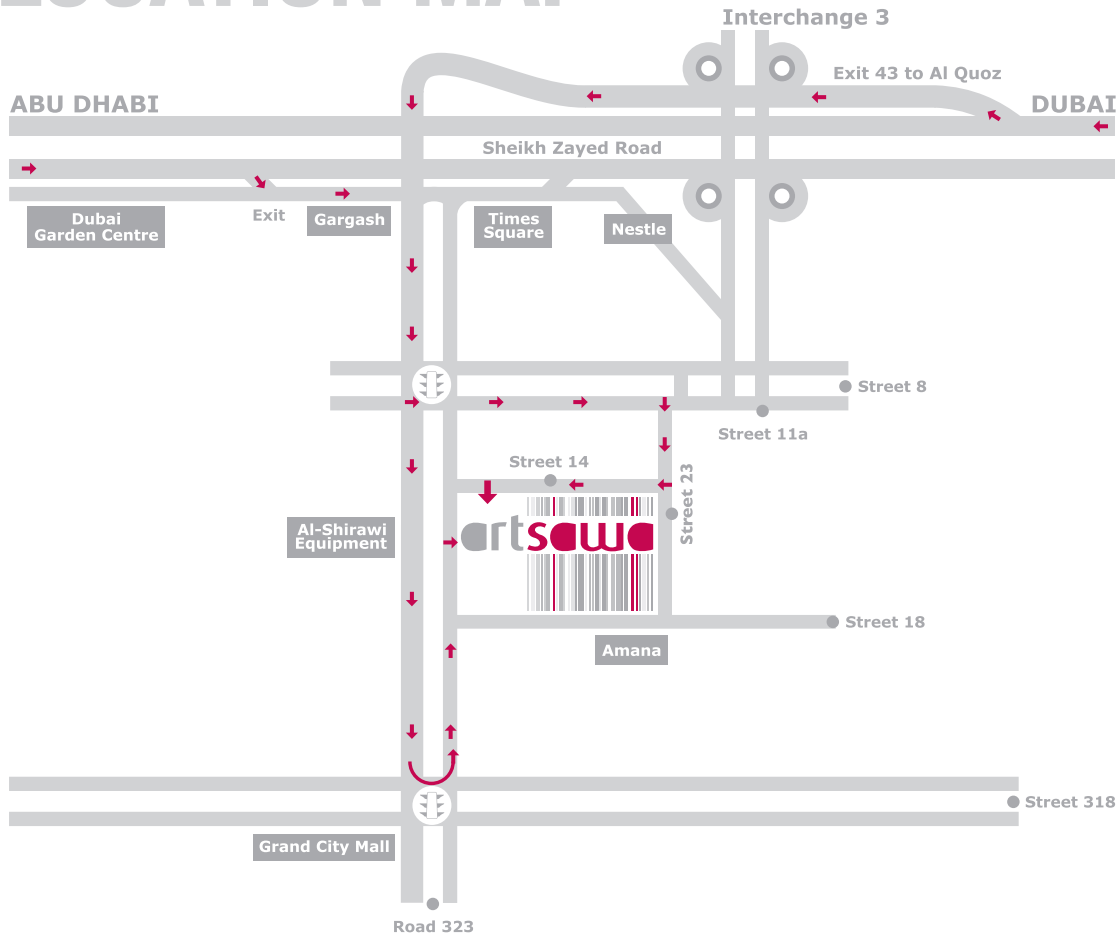 LOCATION MAP
Interchange 3
Exit 43 to Al Quoz
ABU DHABI
DUBAI
Sheikh Zayed Road
Dubai
Garden Centre
Exit
Gargash
Times
Square
Nestle
Street 8
Street 11a
Street 14
Street 23
artsawa
Al-Shirawi
Equipment
Street 18
Amana
Street 318
Grand City Mall
Road 323